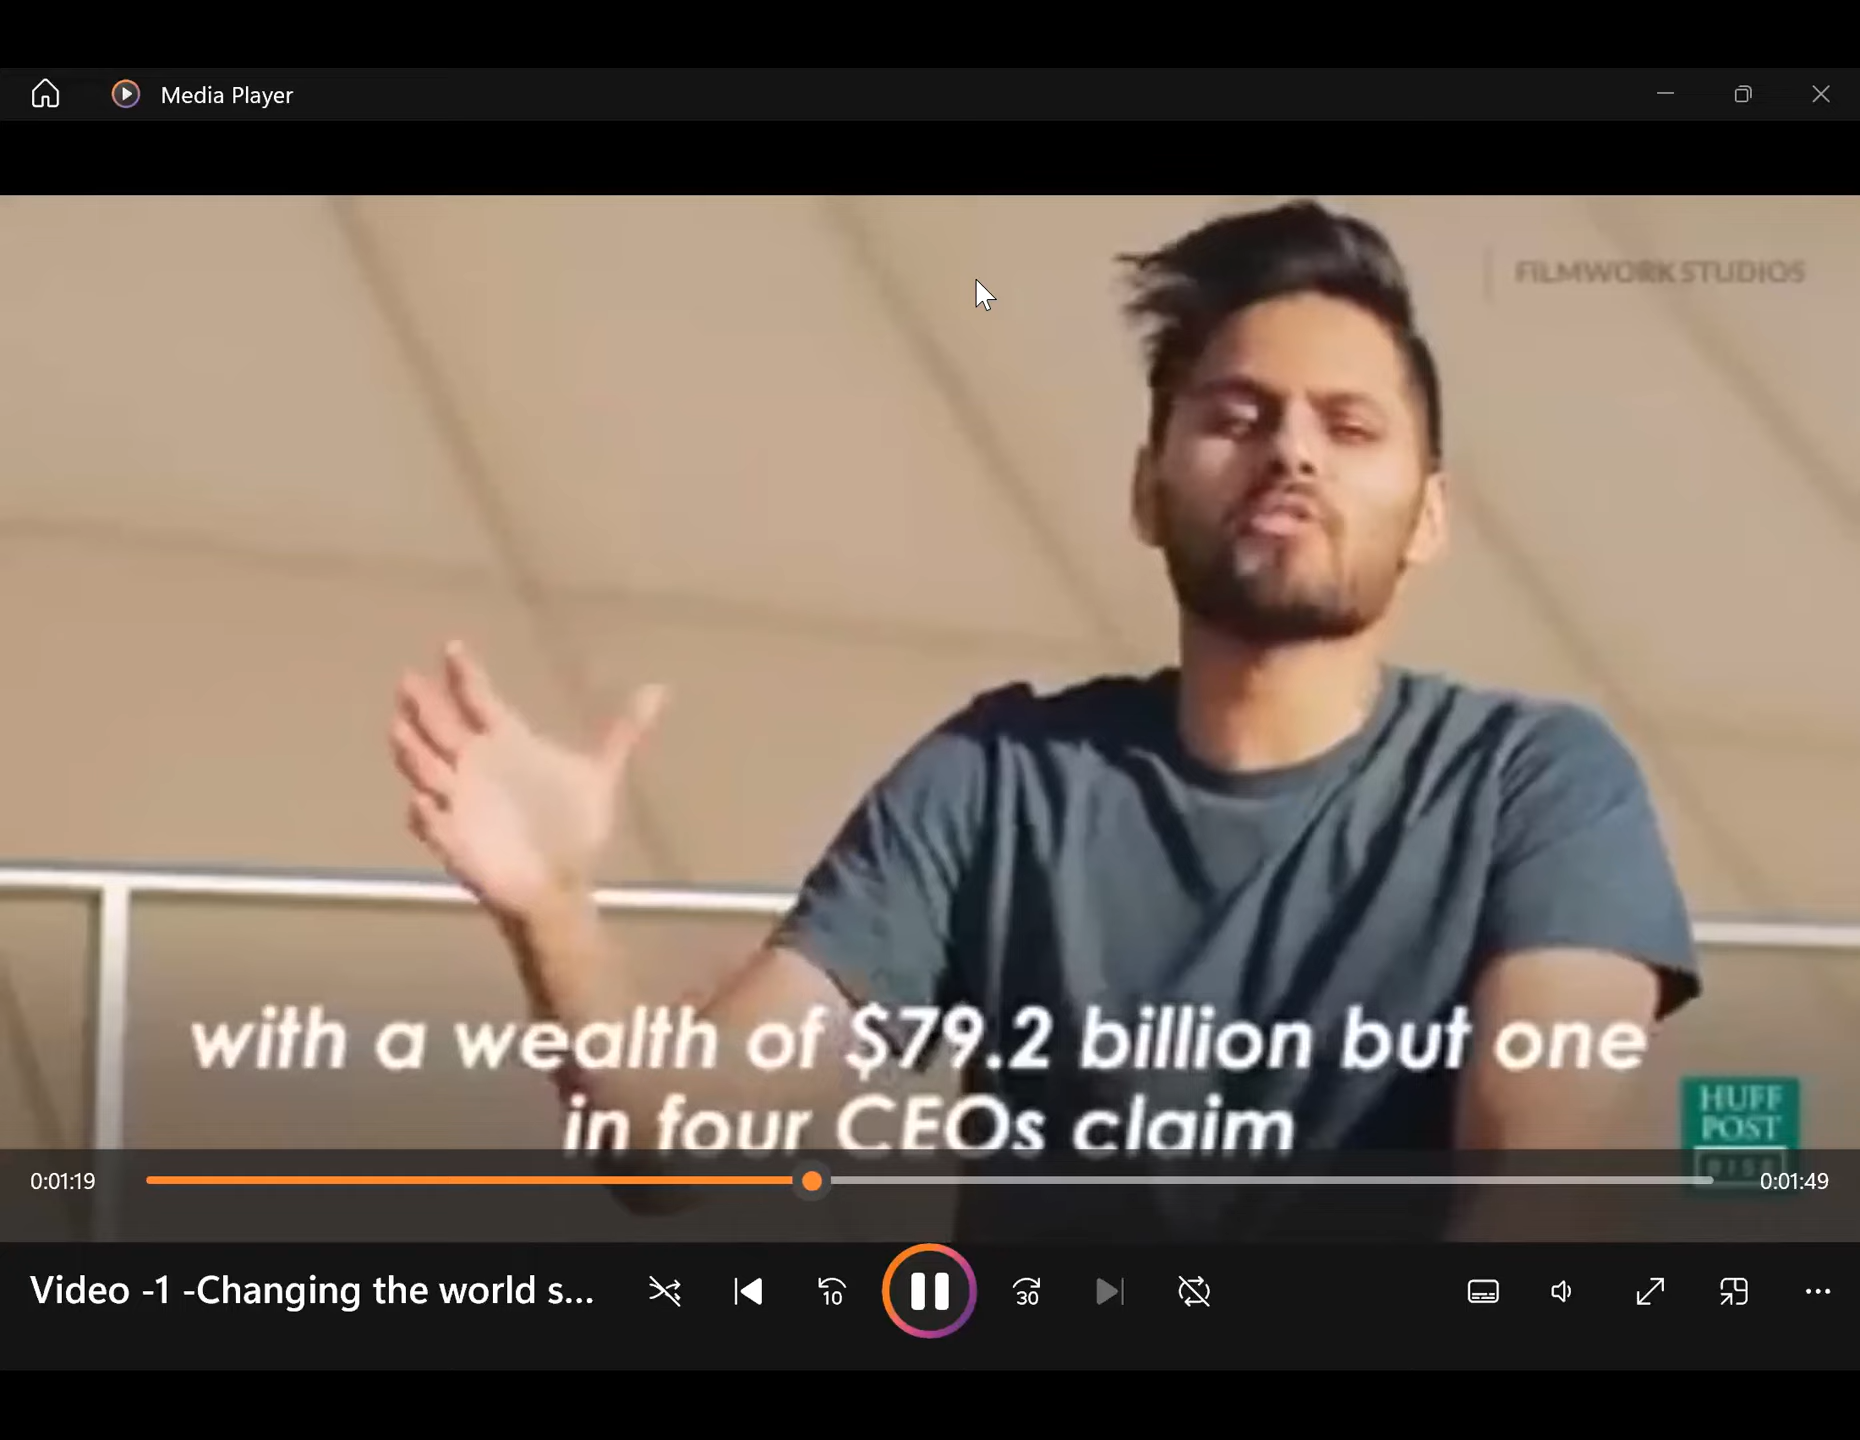 Media Player
FILMWORK STUDIOS
with a wealth of $79.2 billion but one
in four CEOs claim
HUFF
POST
RISE
0:01:19
0:01:49
Video -1 -Changing the world s...
10
30